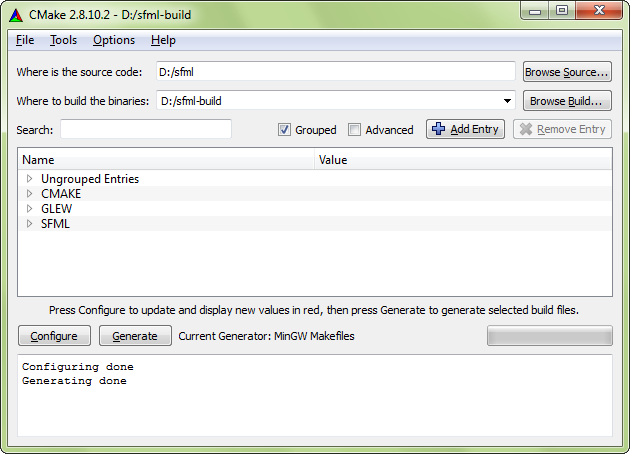 CMake 2.8.10.2 - D:/sfml-build
File Tools Options Help
Where is the source code: D:/sfml Browse Source...
Where to build the binaries: D:/sfml-build Browse Build...
Search: Grouped Advanced Add Entry Remove Entry
Name Value
Ungrouped Entries
CMAKE
GLEW
SFML
Press Configure to update and display new values in red, then press Generate to generate selected build files.
Configure Generate Current Generator: MinGW Makefiles
Configuring done
Generating done